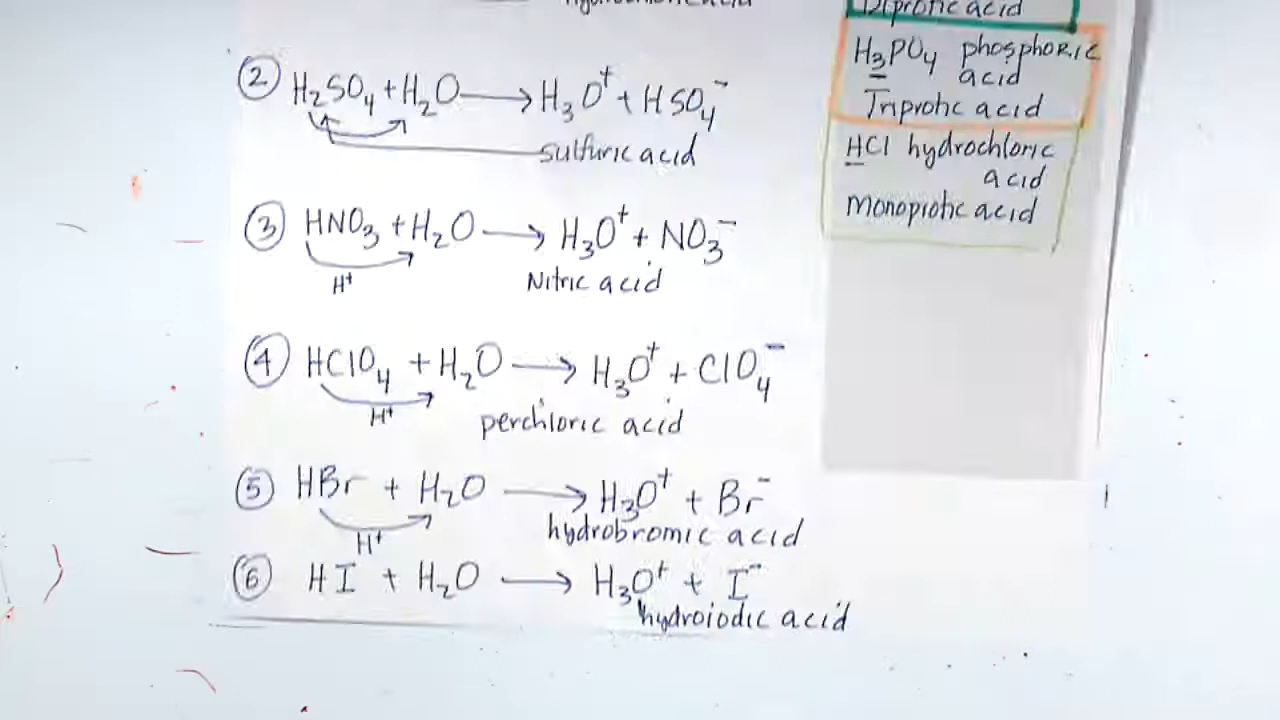 Diprotic acid
② H₂SO₄ + H₂O → H₃O⁺ + HSO₄⁻
sulfuric acid
③ HNO₃ + H₂O → H₃O⁺ + NO₃⁻
H⁺
Nitric acid
④ HClO₄ + H₂O → H₃O⁺ + ClO₄⁻
H⁺
perchloric acid
⑤ HBr + H₂O → H₃O⁺ + Br⁻
H⁺
hydrobromic acid
⑥ HI + H₂O → H₃O⁺ + I⁻
hydroiodic acid
H₃PO₄ phosphoric
acid
Triprotic acid
HCl hydrochloric
acid
Monoprotic acid